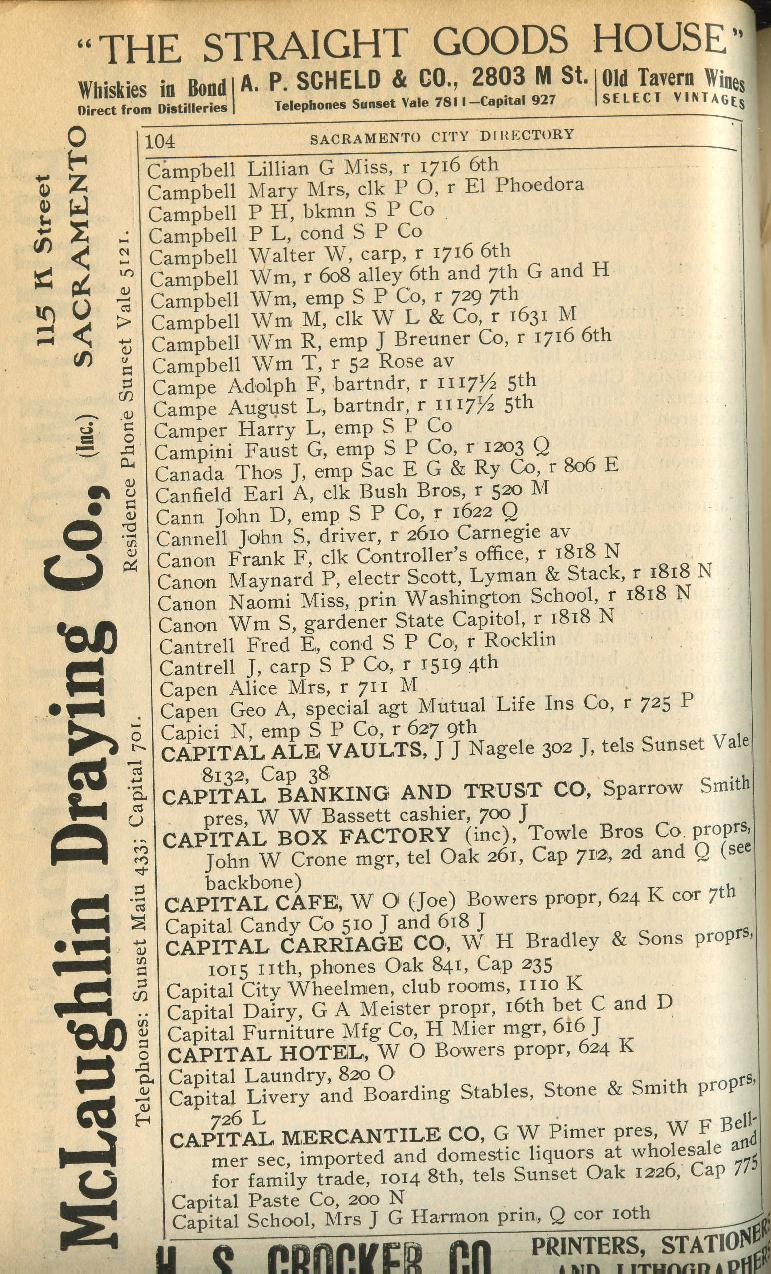 "THE STRAIGHT GOODS HOUSE"
Whiskies in Bond
Direct from Distilleries
A. P. SCHELD & CO., 2803 M St.
Telephones Sunset Vale 7811—Capital 927
Old Tavern Wines
SELECT VINTAGES
115 K Street
SACRAMENTO
McLaughlin Draying Co., (Inc.)
Residence Phone Sunset Vale 5121.
Telephones: Sunset Maiu 433; Capital 701.
104 SACRAMENTO CITY DIRECTORY
Campbell Lillian G Miss, r 1716 6th
Campbell Mary Mrs, clk P O, r El Phoedora
Campbell P H, bkmn S P Co
Campbell P L, cond S P Co
Campbell Walter W, carp, r 1716 6th
Campbell Wm, r 608 alley 6th and 7th G and H
Campbell Wm, emp S P Co, r 729 7th
Campbell Wm M, clk W L & Co, r 1631 M
Campbell Wm R, emp J Breuner Co, r 1716 6th
Campbell Wm T, r 52 Rose av
Campe Adolph F, bartndr, r 1117½ 5th
Campe August L, bartndr, r 1117½ 5th
Camper Harry L, emp S P Co
Campini Faust G, emp S P Co, r 1203 Q
Canada Thos J, emp Sac E G & Ry Co, r 806 E
Canfield Earl A, clk Bush Bros, r 520 M
Cann John D, emp S P Co, r 1622 Q
Cannell John S, driver, r 2610 Carnegie av
Canon Frank F, clk Controller's office, r 1818 N
Canon Maynard P, electr Scott, Lyman & Stack, r 1818 N
Canon Naomi Miss, prin Washington School, r 1818 N
Canon Wm S, gardener State Capitol, r 1818 N
Cantrell Fred E, cond S P Co, r Rocklin
Cantrell J, carp S P Co, r 1519 4th
Capen Alice Mrs, r 711 M
Capen Geo A, special agt Mutual Life Ins Co, r 725 P
Capici N, emp S P Co, r 627 9th
CAPITAL ALE VAULTS, J J Nagele 302 J, tels Sunset Vale
8132, Cap 38
CAPITAL BANKING AND TRUST CO, Sparrow Smith
pres, W W Bassett cashier, 700 J
CAPITAL BOX FACTORY (inc), Towle Bros Co proprs,
John W Crone mgr, tel Oak 261, Cap 712, 2d and Q (see
backbone)
CAPITAL CAFE, W O (Joe) Bowers propr, 624 K cor 7th
Capital Candy Co 510 J and 618 J
CAPITAL CARRIAGE CO, W H Bradley & Sons proprs,
1015 11th, phones Oak 841, Cap 235
Capital City Wheelmen, club rooms, 1110 K
Capital Dairy, G A Meister propr, 16th bet C and D
Capital Furniture Mfg Co, H Mier mgr, 616 J
CAPITAL HOTEL, W O Bowers propr, 624 K
Capital Laundry, 820 O
Capital Livery and Boarding Stables, Stone & Smith proprs,
726 L
CAPITAL MERCANTILE CO, G W Pimer pres, W F Bell-
mer sec, imported and domestic liquors at wholesale and
for family trade, 1014 8th, tels Sunset Oak 1226, Cap 775
Capital Paste Co, 200 N
Capital School, Mrs J G Harmon prin, Q cor 10th
H. S. CROCKER CO
PRINTERS, STATIONERS
AND LITHOGRAPHERS